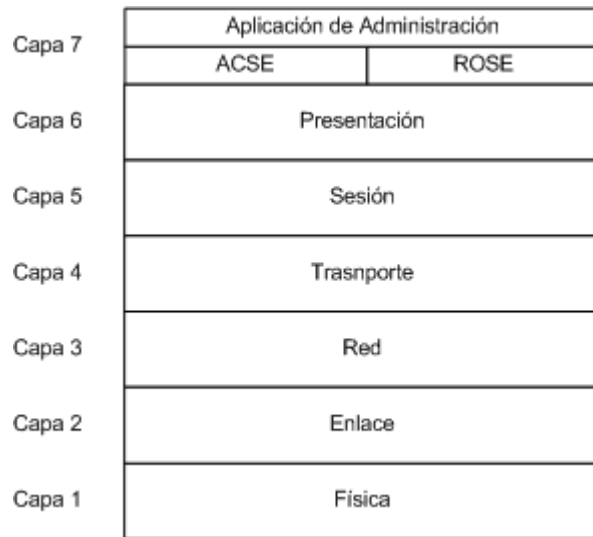 Capa 7
Aplicación de Administración
ACSE
ROSE
Capa 6
Presentación
Capa 5
Sesión
Capa 4
Trasnporte
Capa 3
Red
Capa 2
Enlace
Capa 1
Física